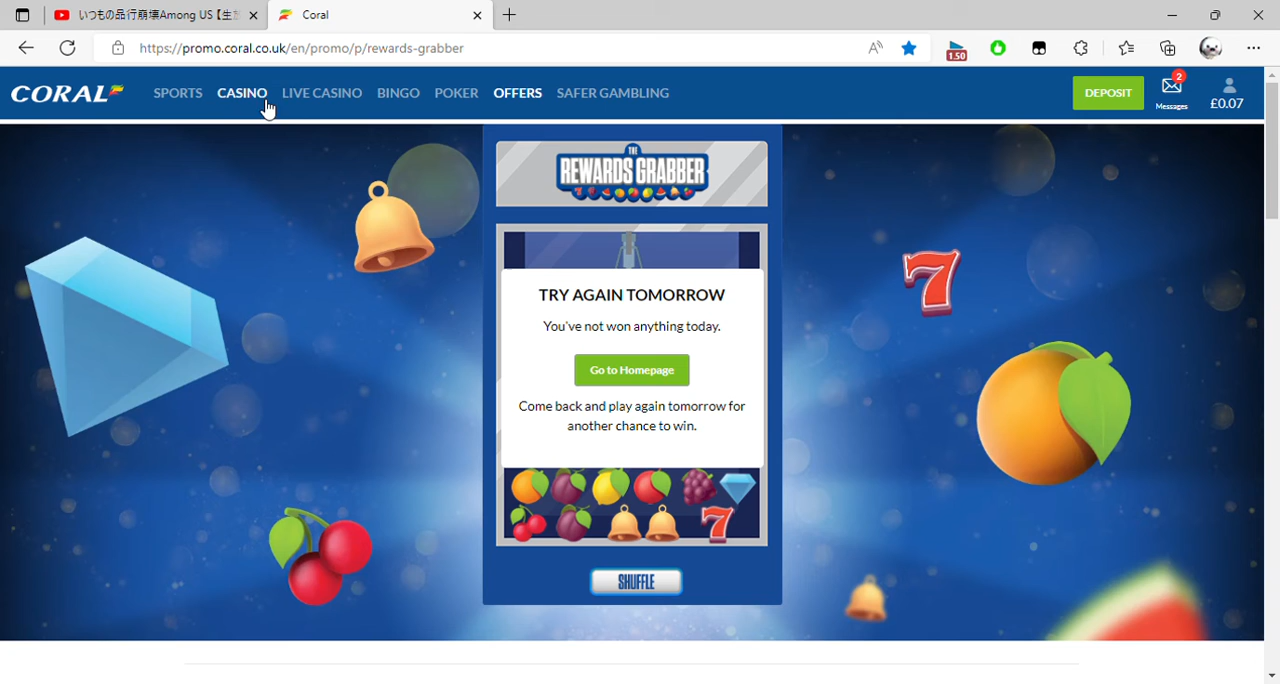 いつもの品行崩壊Among US【生放
Coral
https://promo.coral.co.uk/en/promo/p/rewards-grabber
1.50
CORAL
SPORTS
CASINO
LIVE CASINO
BINGO
POKER
OFFERS
SAFER GAMBLING
DEPOSIT
2
Messages
£0.07
THE
REWARDS GRABBER
TRY AGAIN TOMORROW
You've not won anything today.
Go to Homepage
Come back and play again tomorrow for
another chance to win.
7
7
SHUFFLE